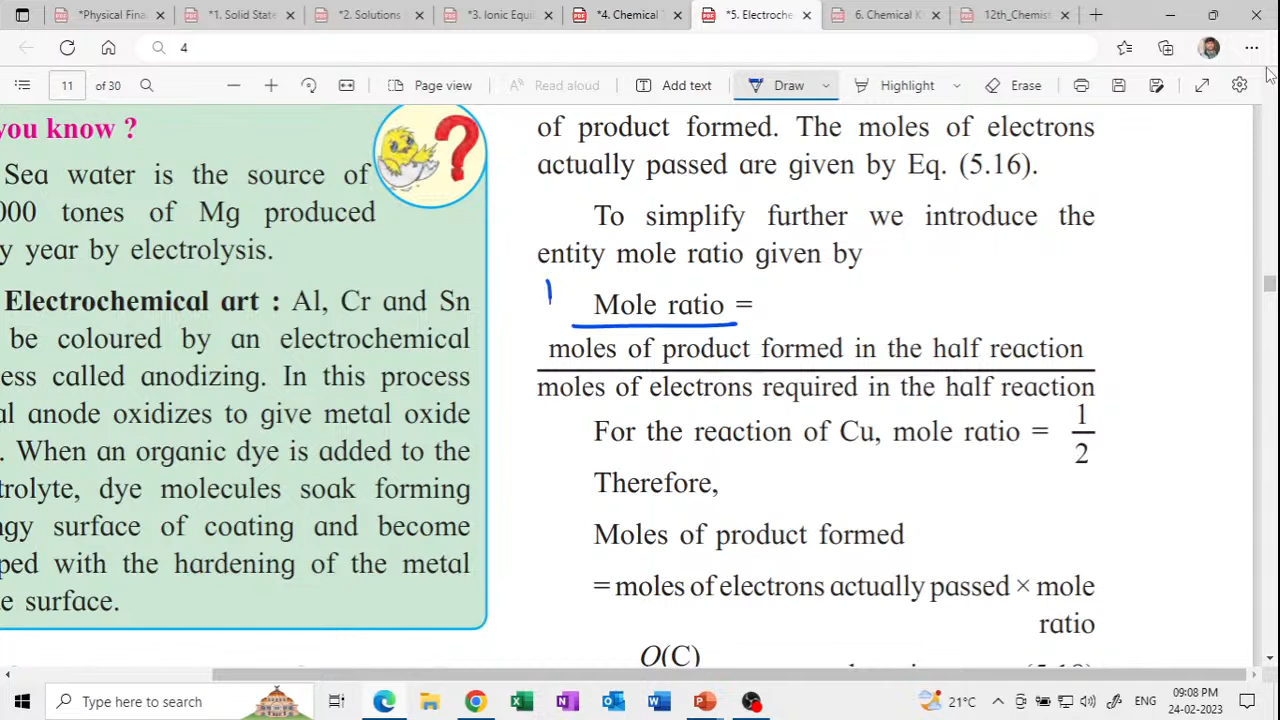 *Physical Fina
*1. Solid State
*2. Solutions
*3. Ionic Equil
*4. Chemical T
*5. Electroche
6. Chemical K
12th_Chemist
4
11
of 30
Page view
Read aloud
Add text
Draw
Highlight
Erase
you know ?
Sea water is the source of
000 tones of Mg produced
y year by electrolysis.
Electrochemical art : Al, Cr and Sn
be coloured by an electrochemical
ess called anodizing. In this process
al anode oxidizes to give metal oxide
. When an organic dye is added to the
trolyte, dye molecules soak forming
ngy surface of coating and become
ped with the hardening of the metal
e surface.
of product formed. The moles of electrons
actually passed are given by Eq. (5.16).
To simplify further we introduce the
entity mole ratio given by
Mole ratio =
moles of product formed in the half reaction
moles of electrons required in the half reaction
For the reaction of Cu, mole ratio = 1/2
Therefore,
Moles of product formed
= moles of electrons actually passed × mole
ratio
Q(C)
Type here to search
21°C
09:08 PM
24-02-2023